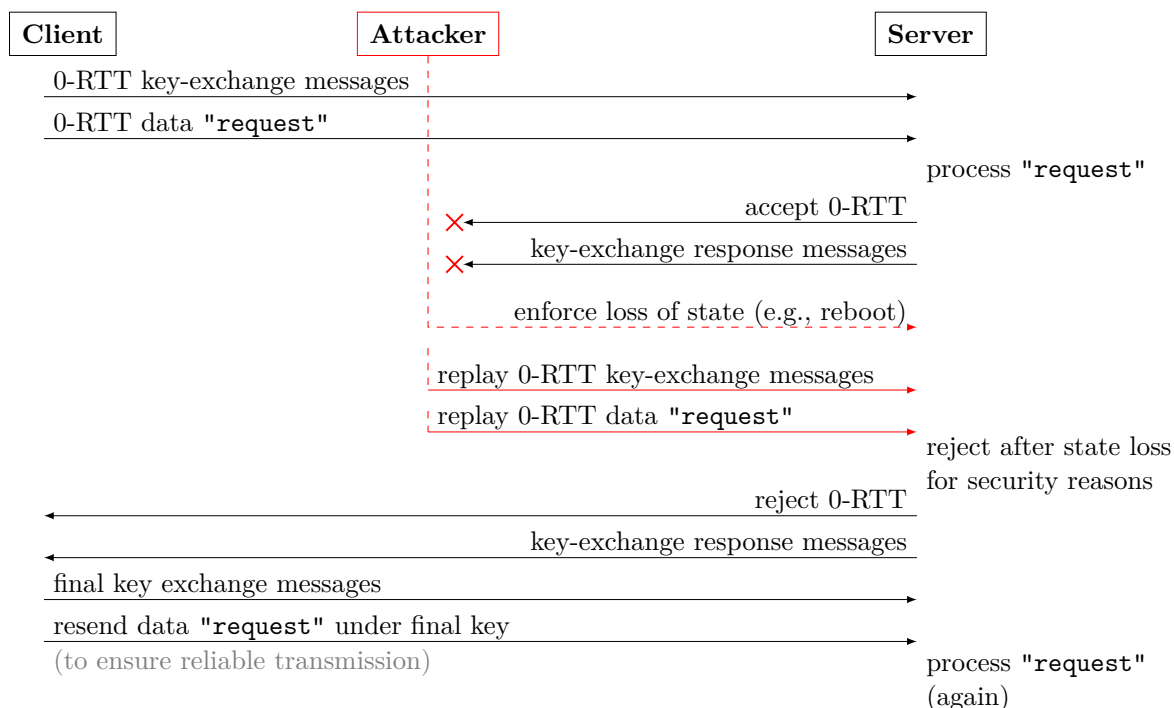 Client
Attacker
Server
0-RTT key-exchange messages
0-RTT data "request"
process "request"
accept 0-RTT
key-exchange response messages
enforce loss of state (e.g., reboot)
replay 0-RTT key-exchange messages
replay 0-RTT data "request"
reject after state loss
for security reasons
reject 0-RTT
key-exchange response messages
final key exchange messages
resend data "request" under final key
(to ensure reliable transmission)
process "request"
(again)